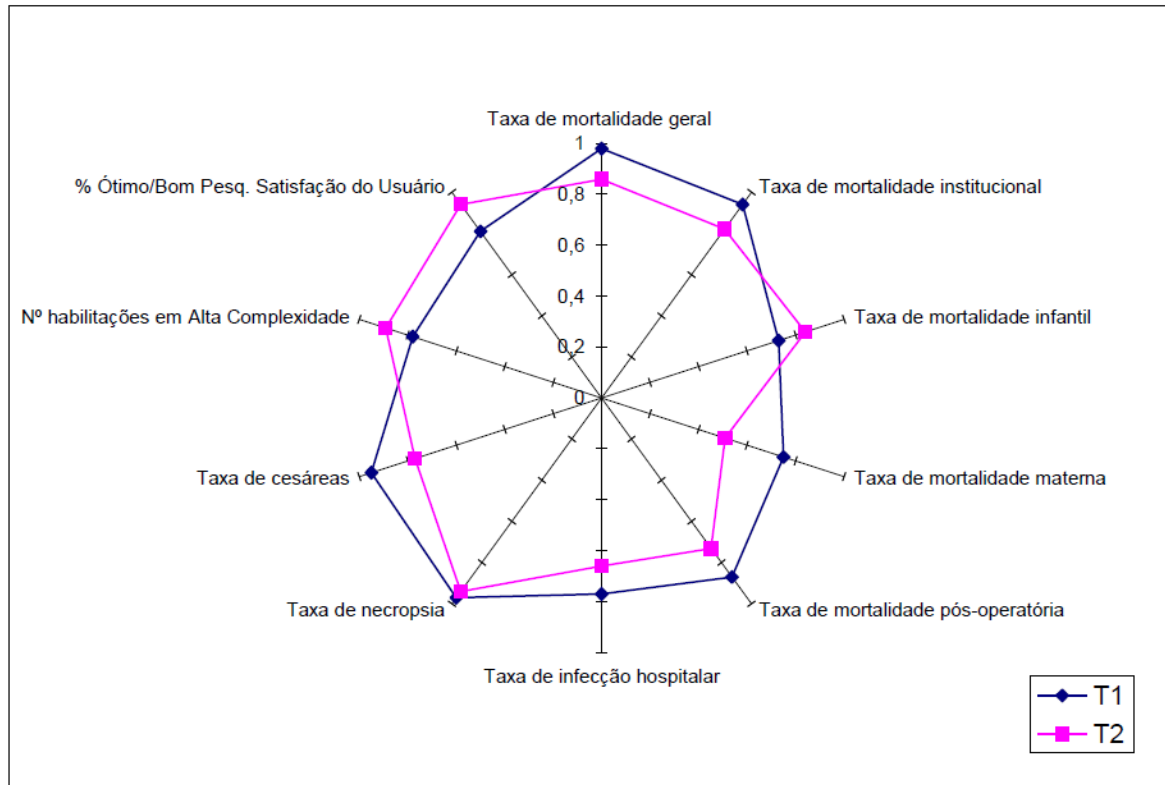 Taxa de mortalidade geral
1
% Ótimo/Bom Pesq. Satisfação do Usuário
0,8
Taxa de mortalidade institucional
0,6
Nº habilitações em Alta Complexidade
0,4
Taxa de mortalidade infantil
0,2
0
Taxa de cesáreas
Taxa de mortalidade materna
Taxa de necropsia
Taxa de mortalidade pós-operatória
Taxa de infecção hospitalar
T1
T2